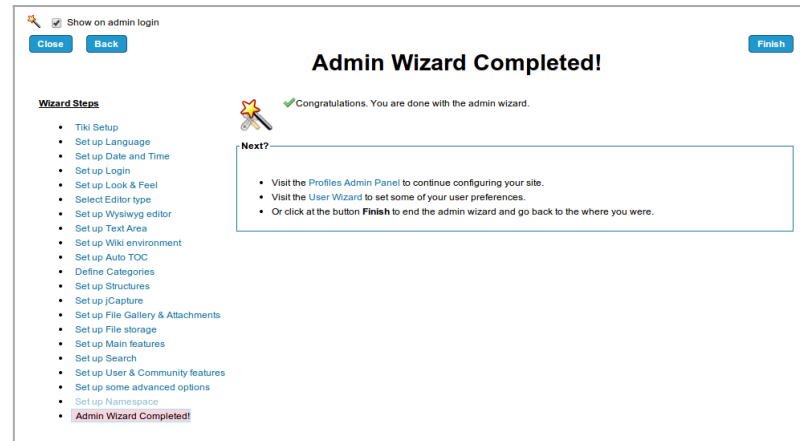 Show on admin login
Close Back Finish
Admin Wizard Completed!
Wizard Steps
Tiki Setup
Set up Language
Set up Date and Time
Set up Login
Set up Look & Feel
Select Editor type
Set up Wysiwyg editor
Set up Text Area
Set up Wiki environment
Set up Auto TOC
Define Categories
Set up Structures
Set up jCapture
Set up File Gallery & Attachments
Set up File storage
Set up Main features
Set up Search
Set up User & Community features
Set up some advanced options
Set up Namespace
Admin Wizard Completed!
Congratulations. You are done with the admin wizard.
Next?
Visit the Profiles Admin Panel to continue configuring your site.
Visit the User Wizard to set some of your user preferences.
Or click at the button Finish to end the admin wizard and go back to the where you were.